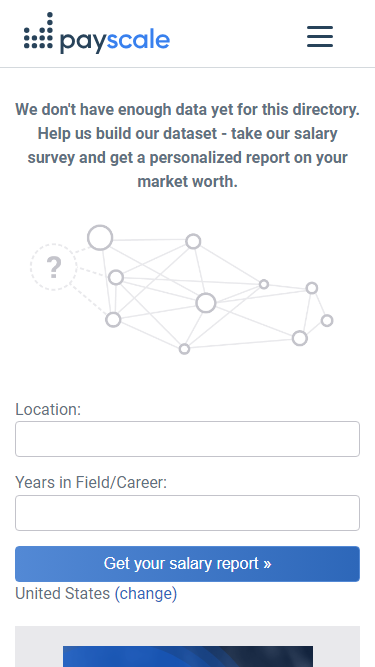 payscale
We don't have enough data yet for this directory.
Help us build our dataset - take our salary
survey and get a personalized report on your
market worth.
?
Location:
Years in Field/Career:
Get your salary report »
United States (change)